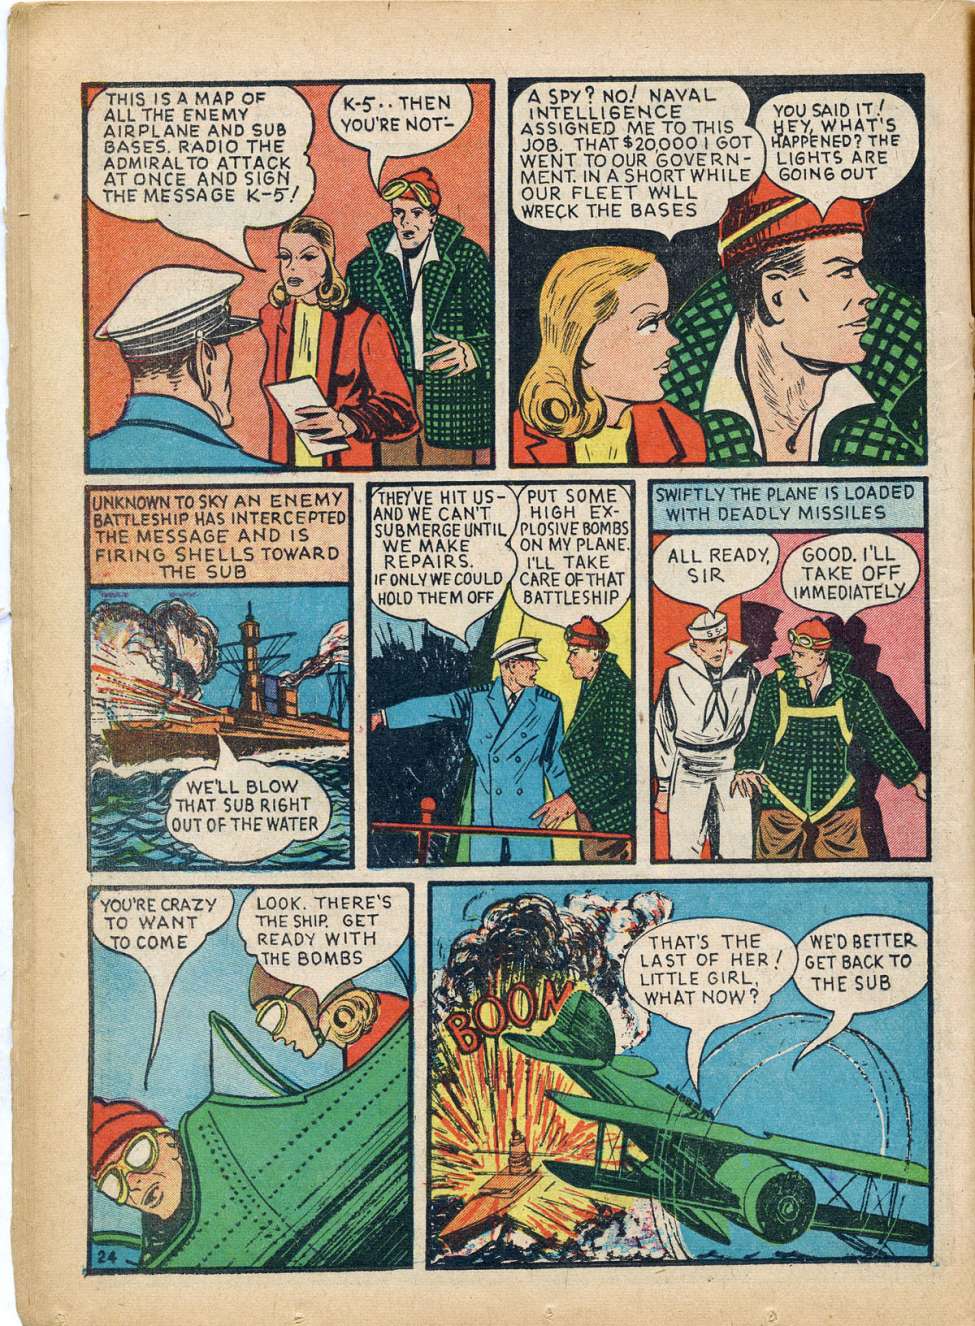 THIS IS A MAP OF
ALL THE ENEMY
AIRPLANE AND SUB
BASES. RADIO THE
ADMIRAL TO ATTACK
AT ONCE AND SIGN
THE MESSAGE K-5!
K-5.. THEN
YOU'RE NOT-
A SPY? NO! NAVAL
INTELLIGENCE
ASSIGNED ME TO THIS
JOB. THAT $20,000 I GOT
WENT TO OUR GOVERN-
MENT. IN A SHORT WHILE
OUR FLEET WILL
WRECK THE BASES
YOU SAID IT!
HEY, WHAT'S
HAPPENED? THE
LIGHTS ARE
GOING OUT
UNKNOWN TO SKY AN ENEMY
BATTLESHIP HAS INTERCEPTED
THE MESSAGE AND IS
FIRING SHELLS TOWARD
THE SUB
WE'LL BLOW
THAT SUB RIGHT
OUT OF THE WATER
THEY'VE HIT US-
AND WE CAN'T
SUBMERGE UNTIL
WE MAKE
REPAIRS.
IF ONLY WE COULD
HOLD THEM OFF
PUT SOME
HIGH EX-
PLOSIVE BOMBS
ON MY PLANE.
I'LL TAKE
CARE OF THAT
BATTLESHIP
SWIFTLY THE PLANE IS LOADED
WITH DEADLY MISSILES
ALL READY,
SIR
GOOD. I'LL
TAKE OFF
IMMEDIATELY
YOU'RE CRAZY
TO WANT
TO COME
LOOK. THERE'S
THE SHIP. GET
READY WITH
THE BOMBS
24
BOOM
THAT'S THE
LAST OF HER!
LITTLE GIRL,
WHAT NOW?
WE'D BETTER
GET BACK TO
THE SUB